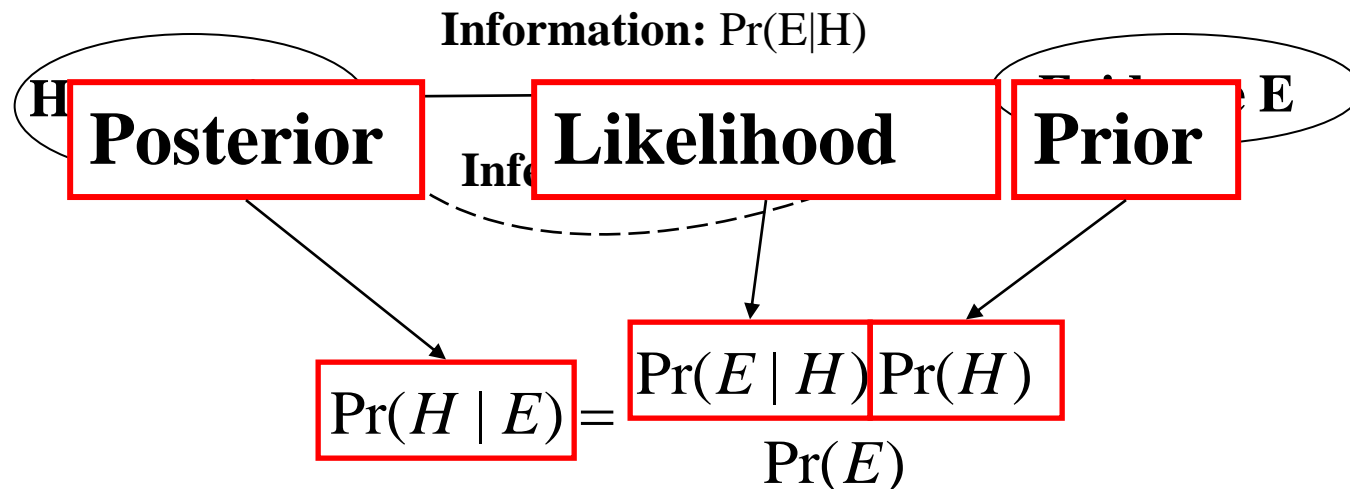 Information: Pr(E|H)
H E
Posterior Likelihood Prior
Pr(E | H) Pr(H)
Pr(H | E) =
Pr(E)